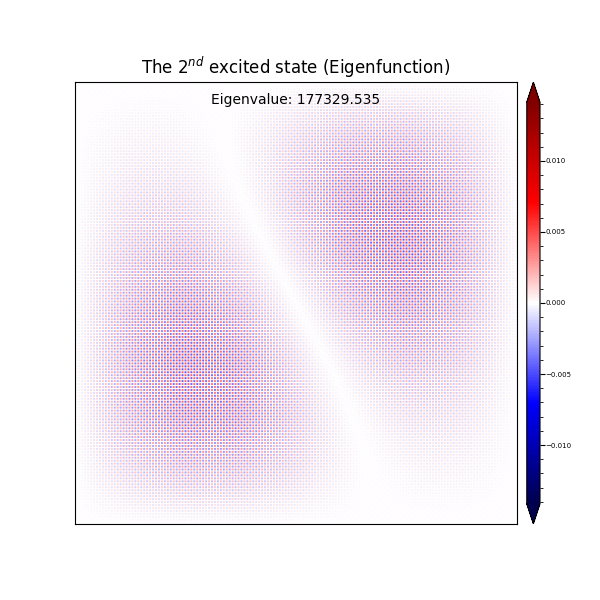 The 2nd excited state (Eigenfunction)
Eigenvalue: 177329.535
0.010
0.005
0.000
−0.005
−0.010